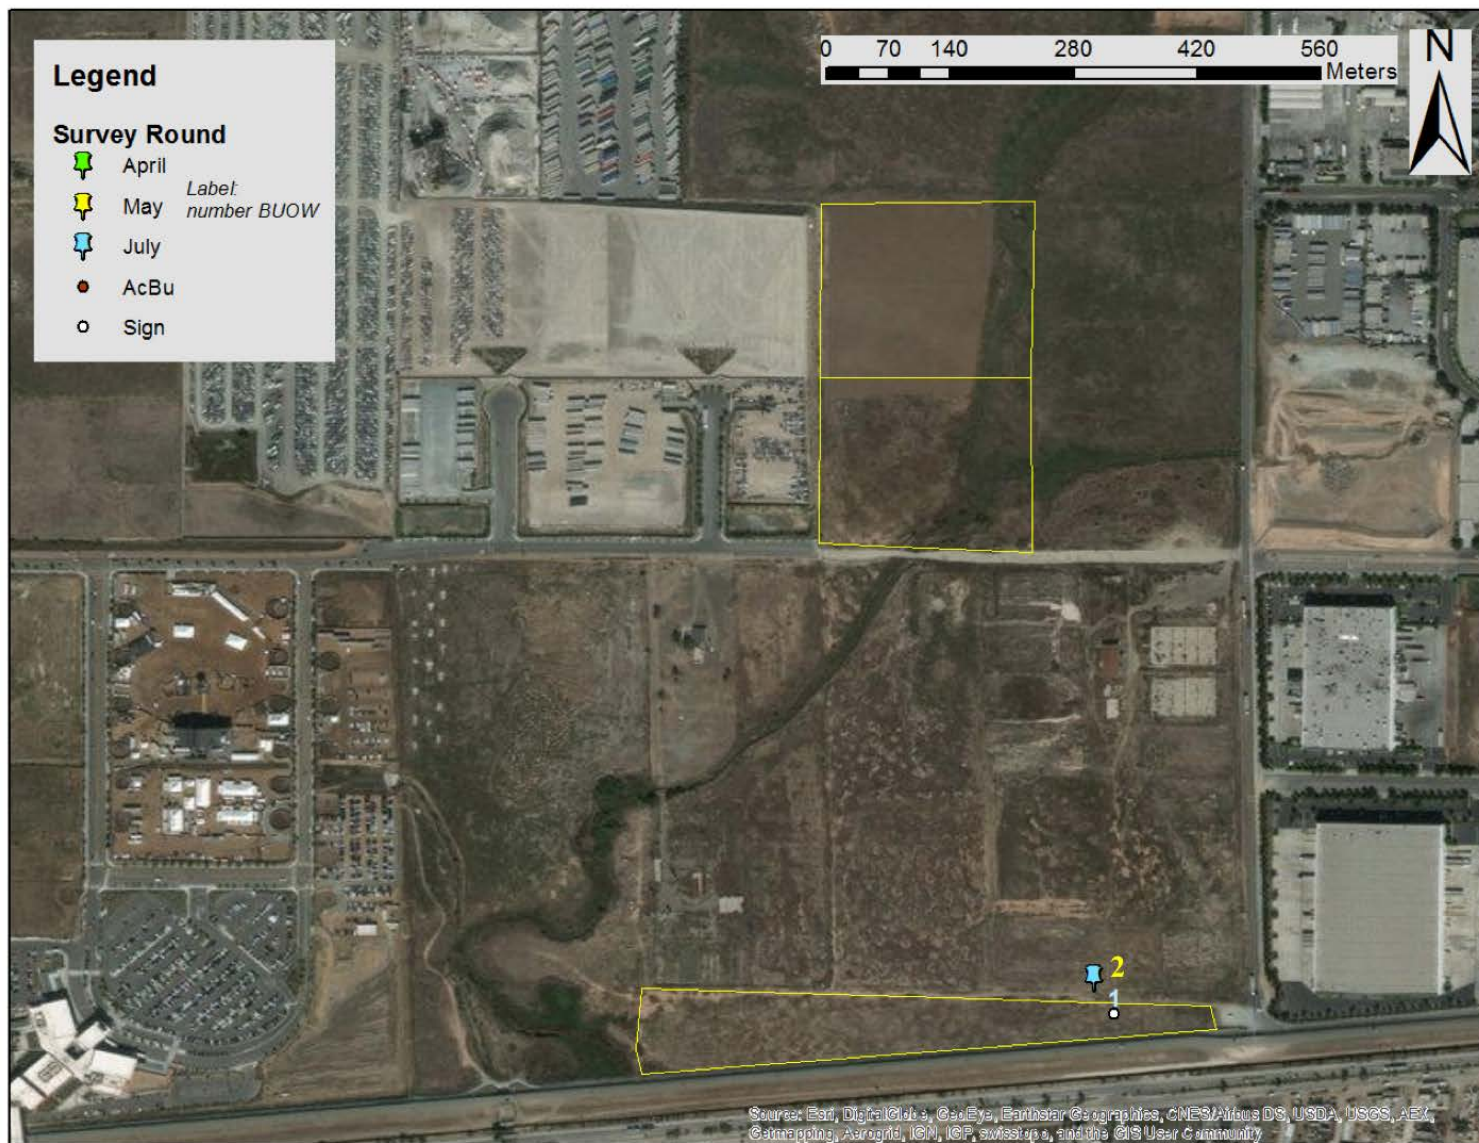 Legend
Survey Round
April
May
July
AcBu
Sign
Label:
number BUOW
0 70 140 280 420 560
Meters
N
2
1
Source: Esri, DigitalGlobe, GeoEye, Earthstar Geographics, CNES/Airbus DS, USDA, USGS, AEX,
Getmapping, Aerogrid, IGN, IGP, swisstopo, and the GIS User Community